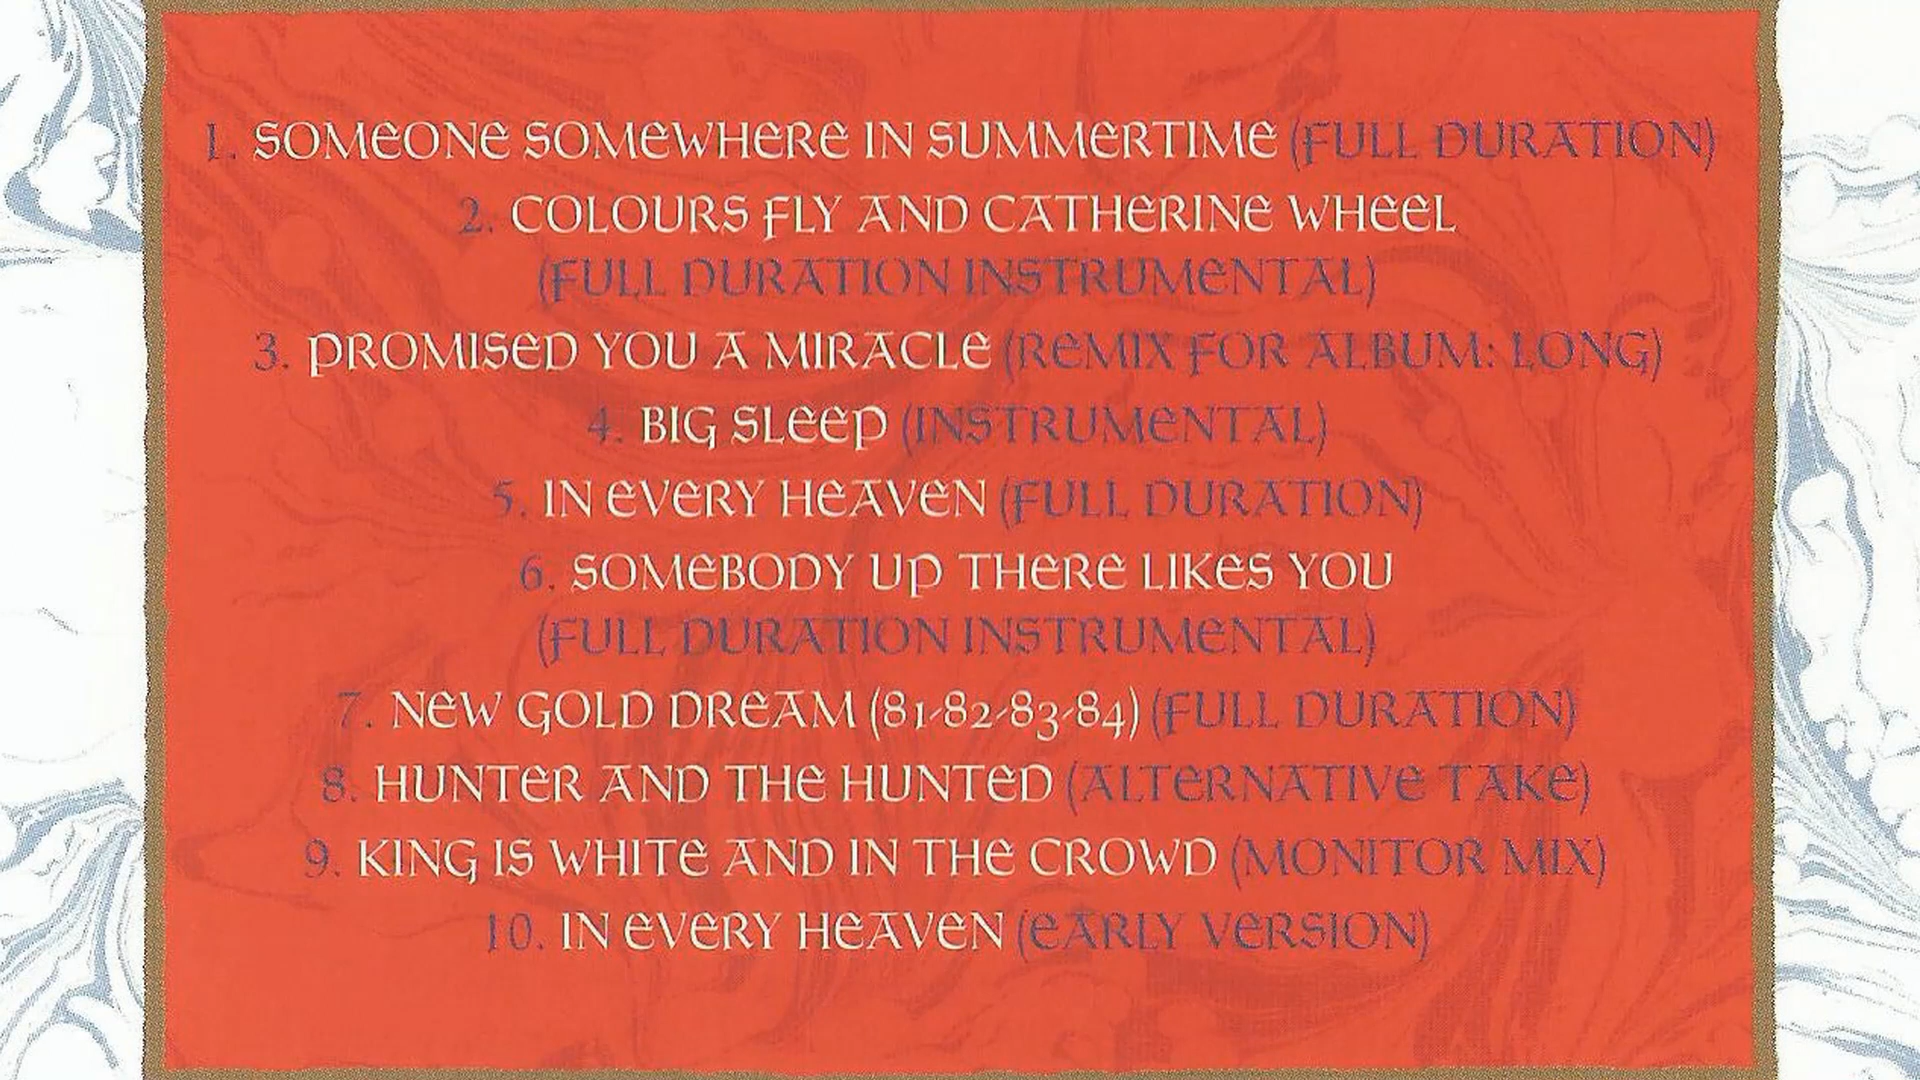 1. SOMEONE SOMEWHERE IN SUMMERTIME (FULL DURATION)
2. COLOURS FLY AND CATHERINE WHEEL
(FULL DURATION INSTRUMENTAL)
3. PROMISED YOU A MIRACLE (REMIX FOR ALBUM: LONG)
4. BIG SLEEP (INSTRUMENTAL)
5. IN EVERY HEAVEN (FULL DURATION)
6. SOMEBODY UP THERE LIKES YOU
(FULL DURATION INSTRUMENTAL)
7. NEW GOLD DREAM (81-82-83-84) (FULL DURATION)
8. HUNTER AND THE HUNTED (ALTERNATIVE TAKE)
9. KING IS WHITE AND IN THE CROWD (MONITOR MIX)
10. IN EVERY HEAVEN (EARLY VERSION)